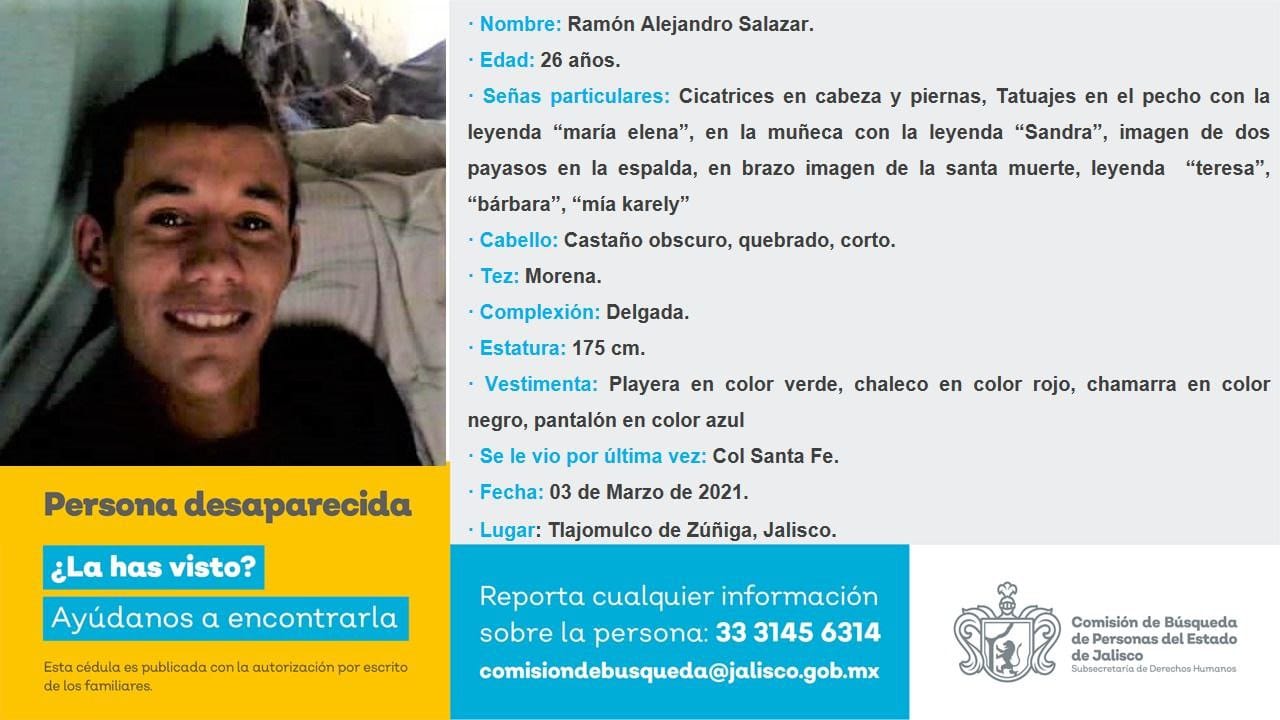 · Nombre: Ramón Alejandro Salazar.
· Edad: 26 años.
· Señas particulares: Cicatrices en cabeza y piernas, Tatuajes en el pecho con la
leyenda “maría elena”, en la muñeca con la leyenda “Sandra”, imagen de dos
payasos en la espalda, en brazo imagen de la santa muerte, leyenda “teresa”,
“bárbara”, “mía karely”
· Cabello: Castaño obscuro, quebrado, corto.
· Tez: Morena.
· Complexión: Delgada.
· Estatura: 175 cm.
· Vestimenta: Playera en color verde, chaleco en color rojo, chamarra en color
negro, pantalón en color azul
· Se le vio por última vez: Col Santa Fe.
· Fecha: 03 de Marzo de 2021.
· Lugar: Tlajomulco de Zúñiga, Jalisco.
Persona desaparecida
¿La has visto?
Ayúdanos a encontrarla
Esta cédula es publicada con la autorización por escrito
de los familiares.
Reporta cualquier información
sobre la persona: 33 3145 6314
comisiondebusqueda@jalisco.gob.mx
Comisión de Búsqueda
de Personas del Estado
de Jalisco
Subsecretaría de Derechos Humanos